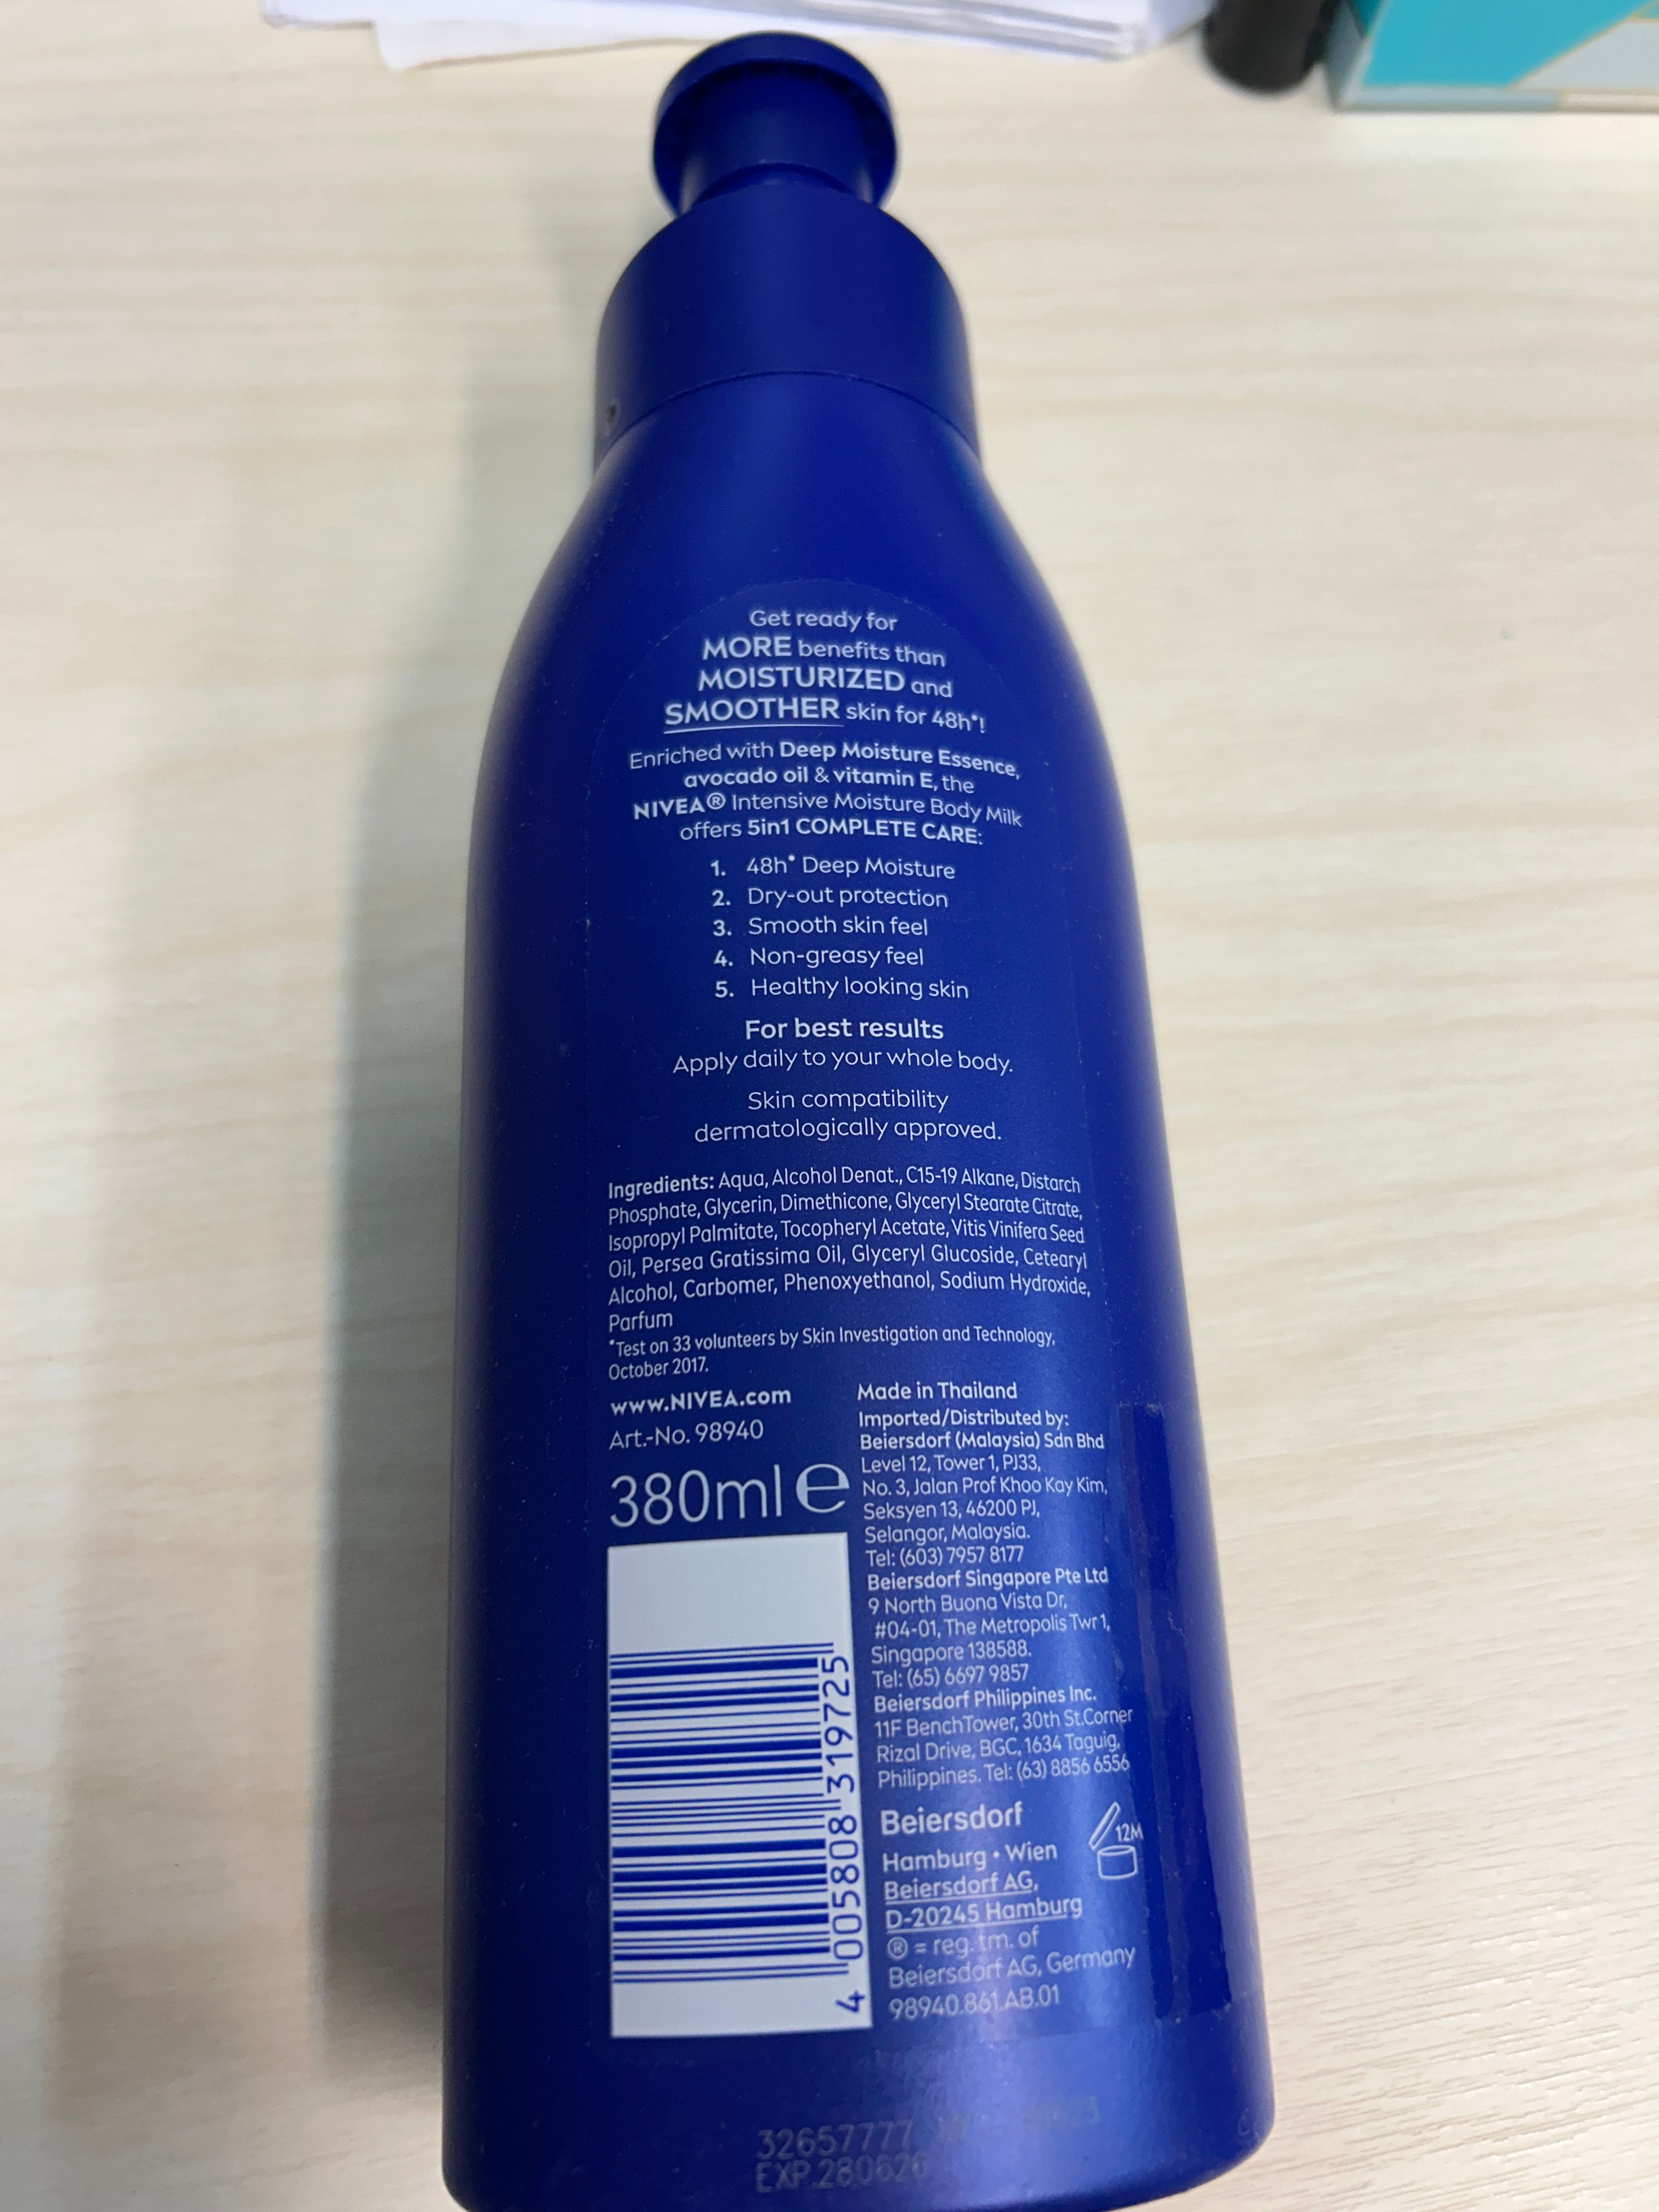 Get ready for
MORE benefits than
MOISTURIZED and
SMOOTHER skin for 48h*!
Enriched with Deep Moisture Essence,
avocado oil & vitamin E, the
NIVEA® Intensive Moisture Body Milk
offers 5in1 COMPLETE CARE:
1. 48h* Deep Moisture
2. Dry-out protection
3. Smooth skin feel
4. Non-greasy feel
5. Healthy looking skin
For best results
Apply daily to your whole body.
Skin compatibility
dermatologically approved.
Ingredients: Aqua, Alcohol Denat., C15-19 Alkane, Distarch
Phosphate, Glycerin, Dimethicone, Glyceryl Stearate Citrate,
Isopropyl Palmitate, Tocopheryl Acetate, Vitis Vinifera Seed
Oil, Persea Gratissima Oil, Glyceryl Glucoside, Cetearyl
Alcohol, Carbomer, Phenoxyethanol, Sodium Hydroxide,
Parfum
*Test on 33 volunteers by Skin Investigation and Technology,
October 2017.
www.NIVEA.com
Art.-No. 98940
380ml e
4 005808 319725
Made in Thailand
Imported/Distributed by:
Beiersdorf (Malaysia) Sdn Bhd
Level 12, Tower 1, PJ33,
No. 3, Jalan Prof Khoo Kay Kim,
Seksyen 13, 46200 PJ,
Selangor, Malaysia.
Tel: (603) 7957 8177
Beiersdorf Singapore Pte Ltd
9 North Buona Vista Dr,
#04-01, The Metropolis Twr 1,
Singapore 138588.
Tel: (65) 6697 9857
Beiersdorf Philippines Inc.
11F BenchTower, 30th St.Corner
Rizal Drive, BGC, 1634 Taguig,
Philippines. Tel: (63) 8856 6556
Beiersdorf
12M
Hamburg • Wien
Beiersdorf AG,
D-20245 Hamburg
® = reg. tm. of
Beiersdorf AG, Germany
98940.861.AB.01
32657777
EXP.280626